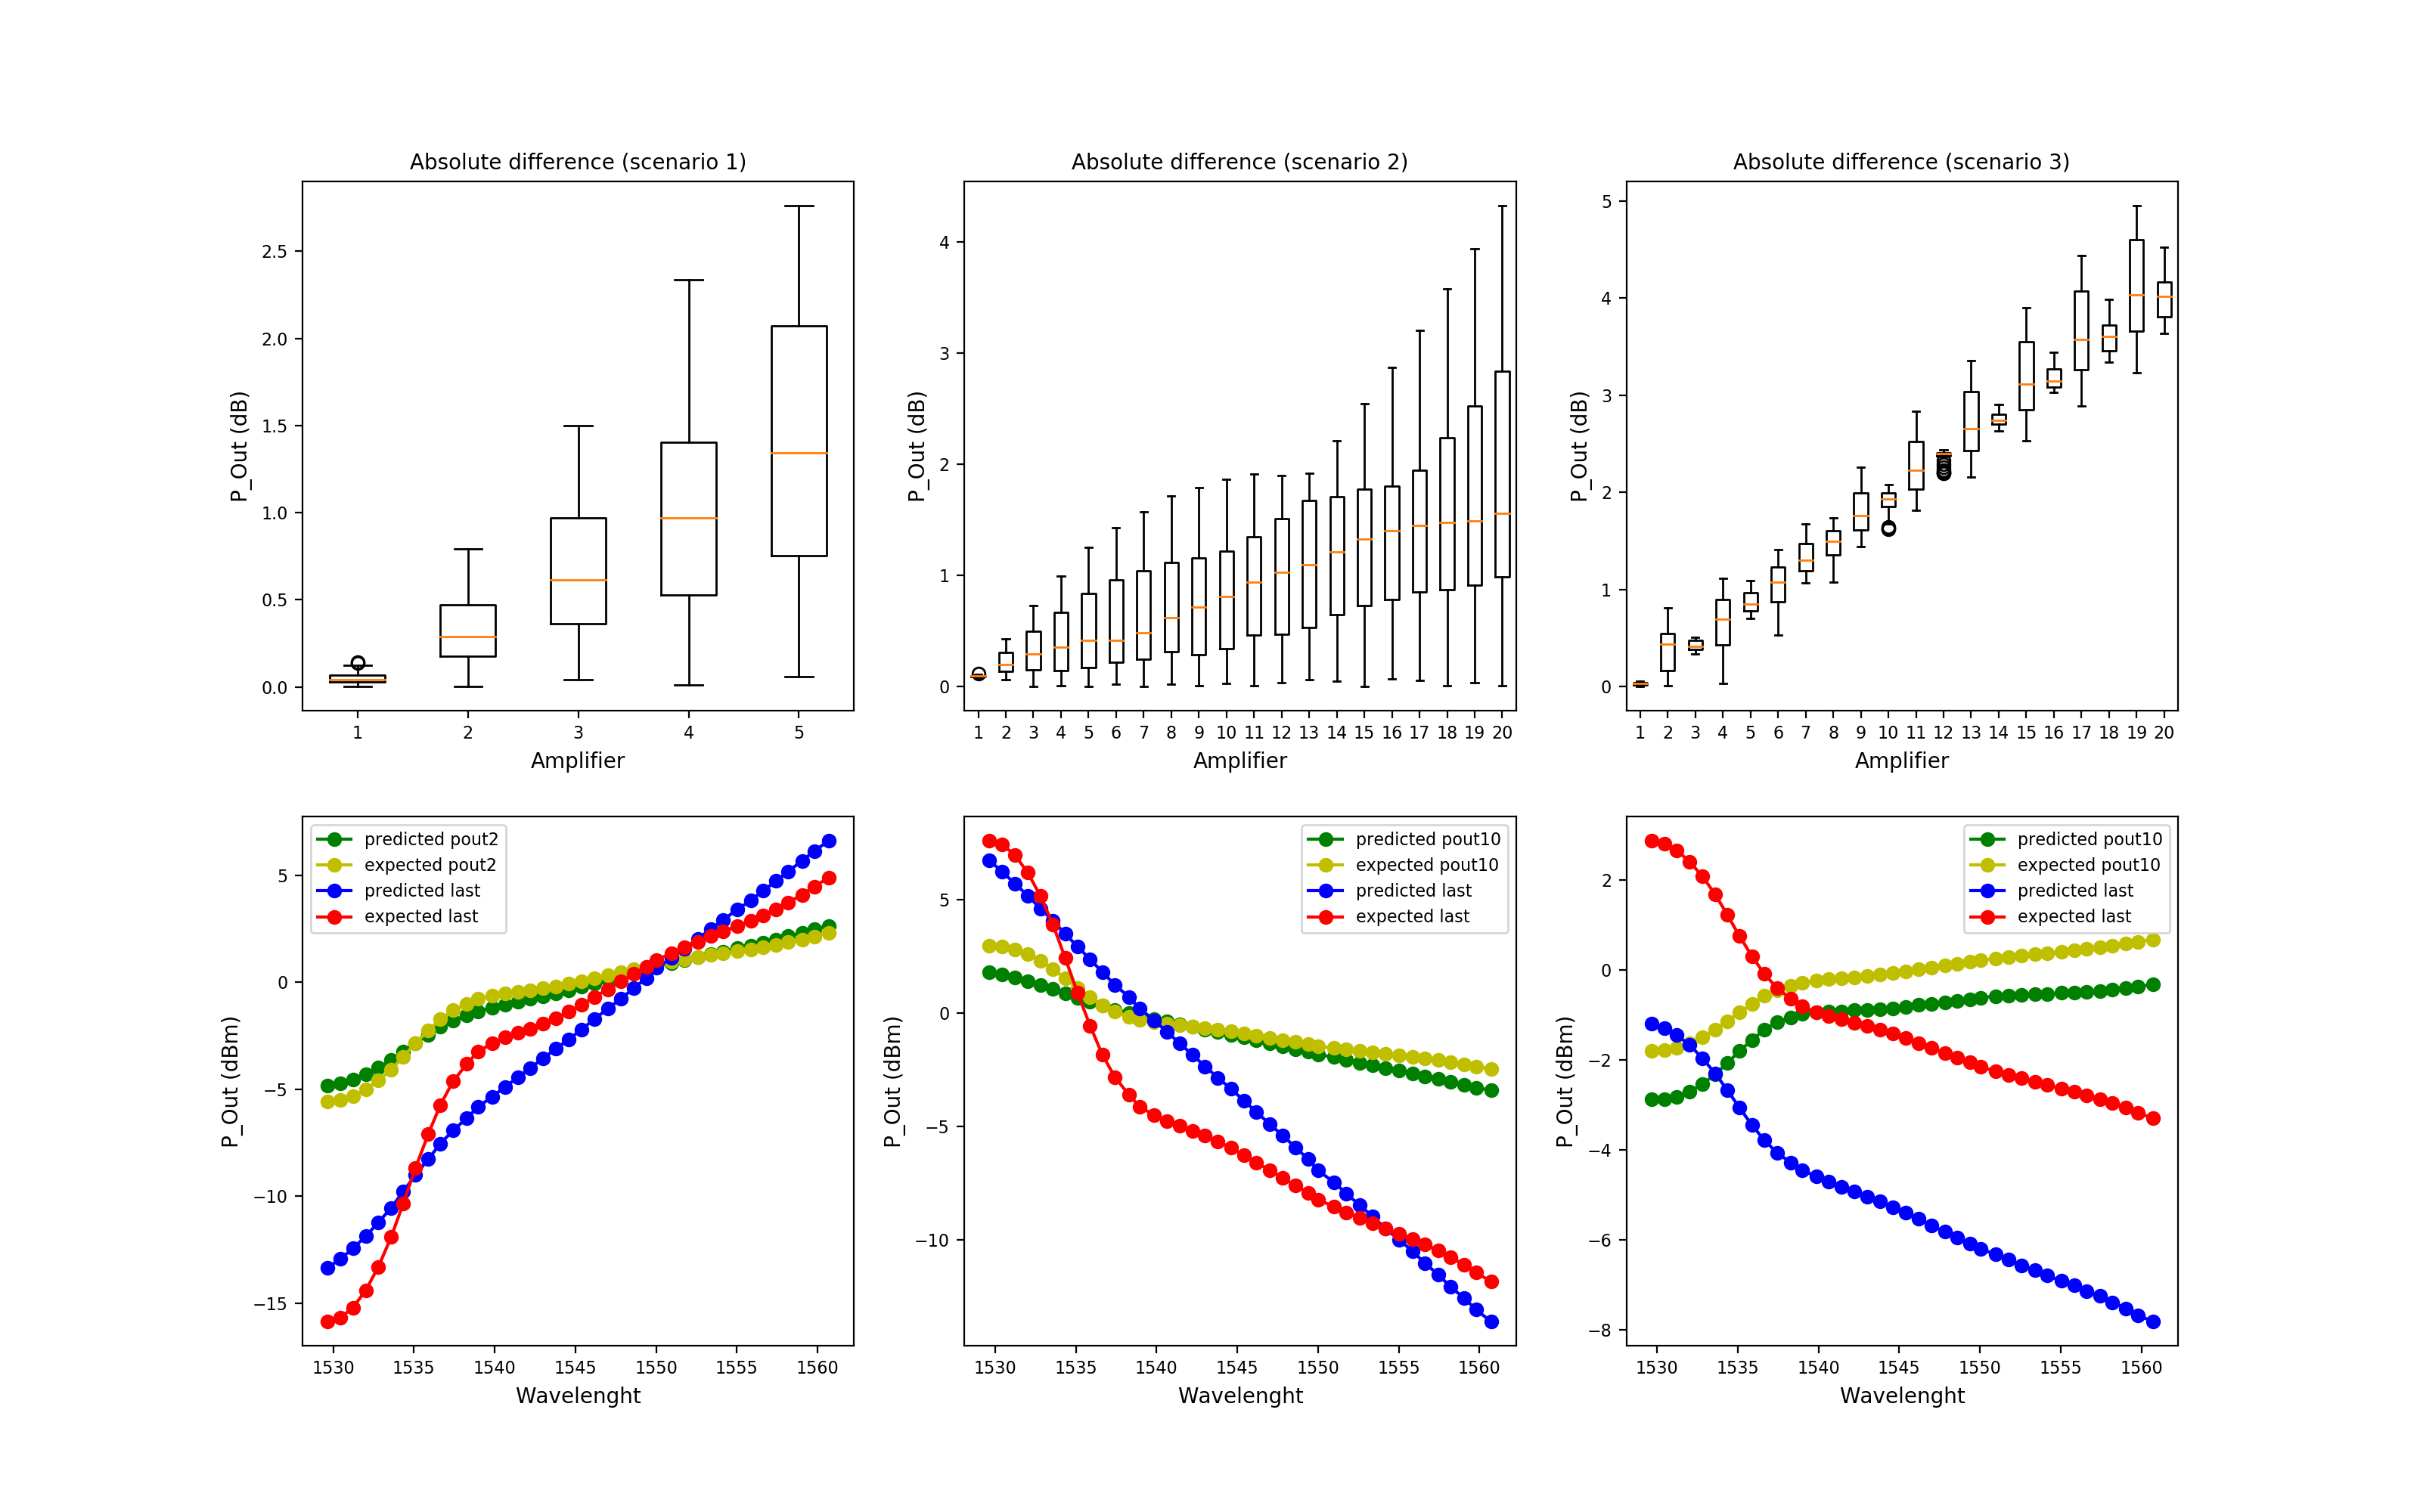 Absolute difference (scenario 1)
P_Out (dB)
2.5
2.0
1.5
1.0
0.5
0.0
1 2 3 4 5
Amplifier
Absolute difference (scenario 2)
P_Out (dB)
4
3
2
1
0
1 2 3 4 5 6 7 8 9 10 11 12 13 14 15 16 17 18 19 20
Amplifier
Absolute difference (scenario 3)
P_Out (dB)
5
4
3
2
1
0
1 2 3 4 5 6 7 8 9 10 11 12 13 14 15 16 17 18 19 20
Amplifier
predicted pout2
expected pout2
predicted last
expected last
P_Out (dBm)
5
0
−5
−10
−15
1530 1535 1540 1545 1550 1555 1560
Wavelenght
predicted pout10
expected pout10
predicted last
expected last
P_Out (dBm)
5
0
−5
−10
1530 1535 1540 1545 1550 1555 1560
Wavelenght
predicted pout10
expected pout10
predicted last
expected last
P_Out (dBm)
2
0
−2
−4
−6
−8
1530 1535 1540 1545 1550 1555 1560
Wavelenght